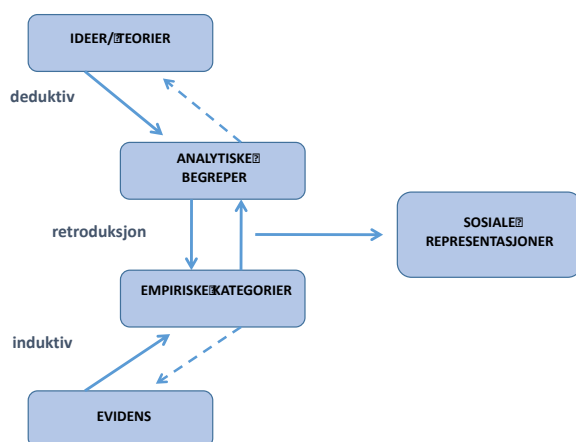 IDEER/ TEORIER
deduktiv
ANALYTISKE
BEGREPER
retroduksjon
SOSIALE
REPRESENTASJONER
EMPIRISKE KATEGORIER
induktiv
EVIDENS